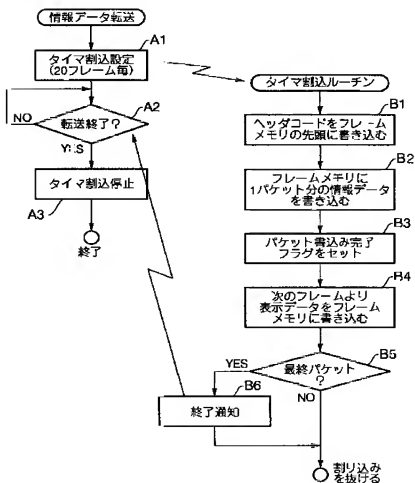 情報データ転送
A1
タイマ割込設定
(20フレーム毎)
A2
転送終了?
NO
YES
タイマ割込停止
A3
終了
タイマ割込ルーチン
B1
ヘッダコードをフレーム
メモリの先頭に書き込む
B2
フレームメモリに
1パケット分の情報データ
を書き込む
B3
パケット書込み完了
フラグをセット
B4
次のフレームより
表示データをフレーム
メモリに書き込む
B5
最終パケット
?
YES
NO
B6
終了通知
割り込み
を抜ける